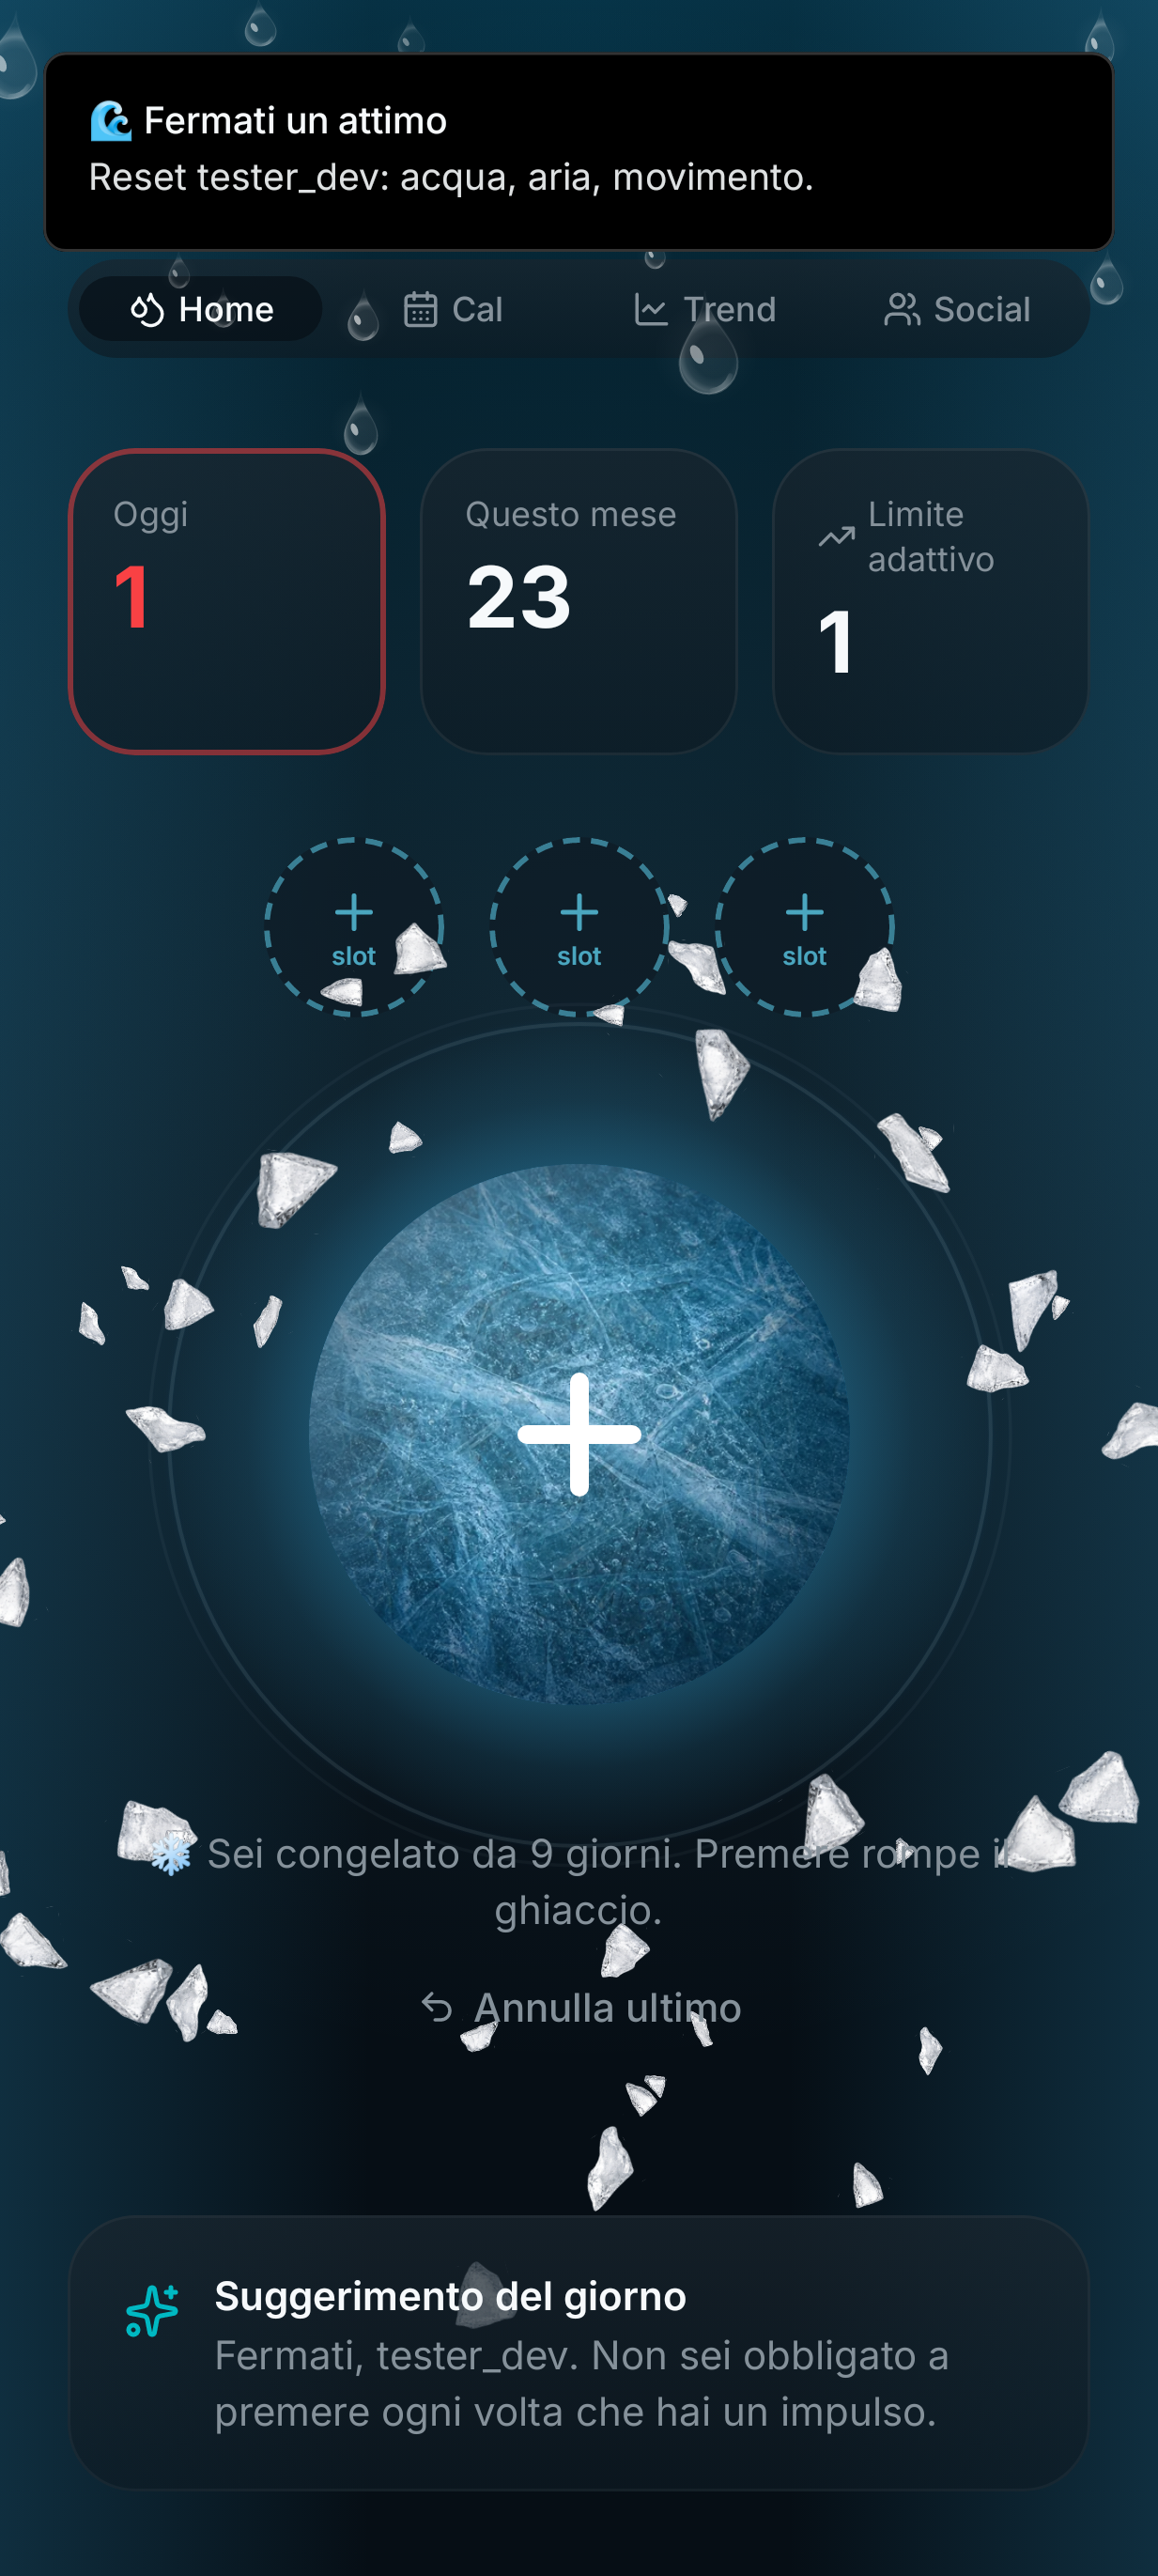 🌊 Fermati un attimo
Reset tester_dev: acqua, aria, movimento.
Home
Cal
Trend
Social
Oggi
1
Questo mese
23
Limite
adattivo
1
slot
slot
slot
❄️ Sei congelato da 9 giorni. Premere rompe il
ghiaccio.
Annulla ultimo
Suggerimento del giorno
Fermati, tester_dev. Non sei obbligato a
premere ogni volta che hai un impulso.